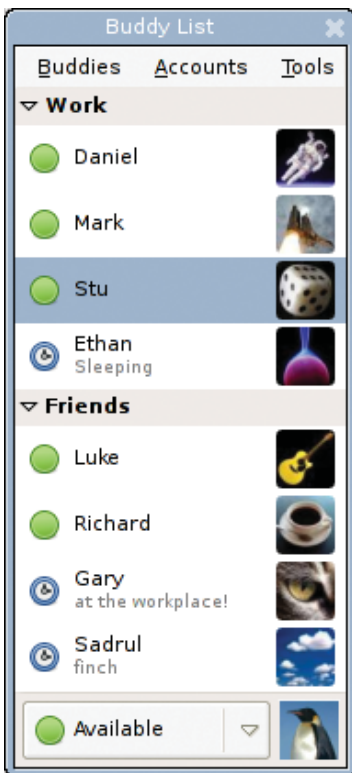 Buddy List
Buddies Accounts Tools
Work
Daniel
Mark
Stu
Ethan
Sleeping
Friends
Luke
Richard
Gary
at the workplace!
Sadrul
finch
Available